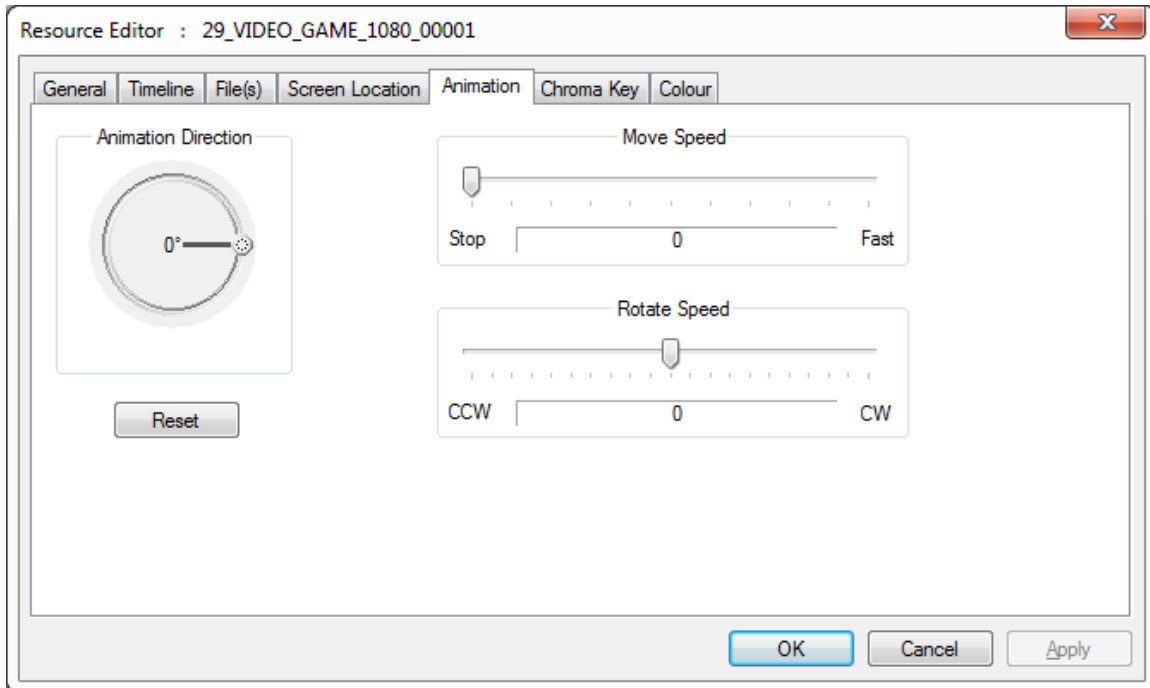 Resource Editor : 29_VIDEO_GAME_1080_00001
General Timeline File(s) Screen Location Animation Chroma Key Colour
Animation Direction
0°
Reset
Move Speed
Stop 0 Fast
Rotate Speed
CCW 0 CW
OK Cancel Apply